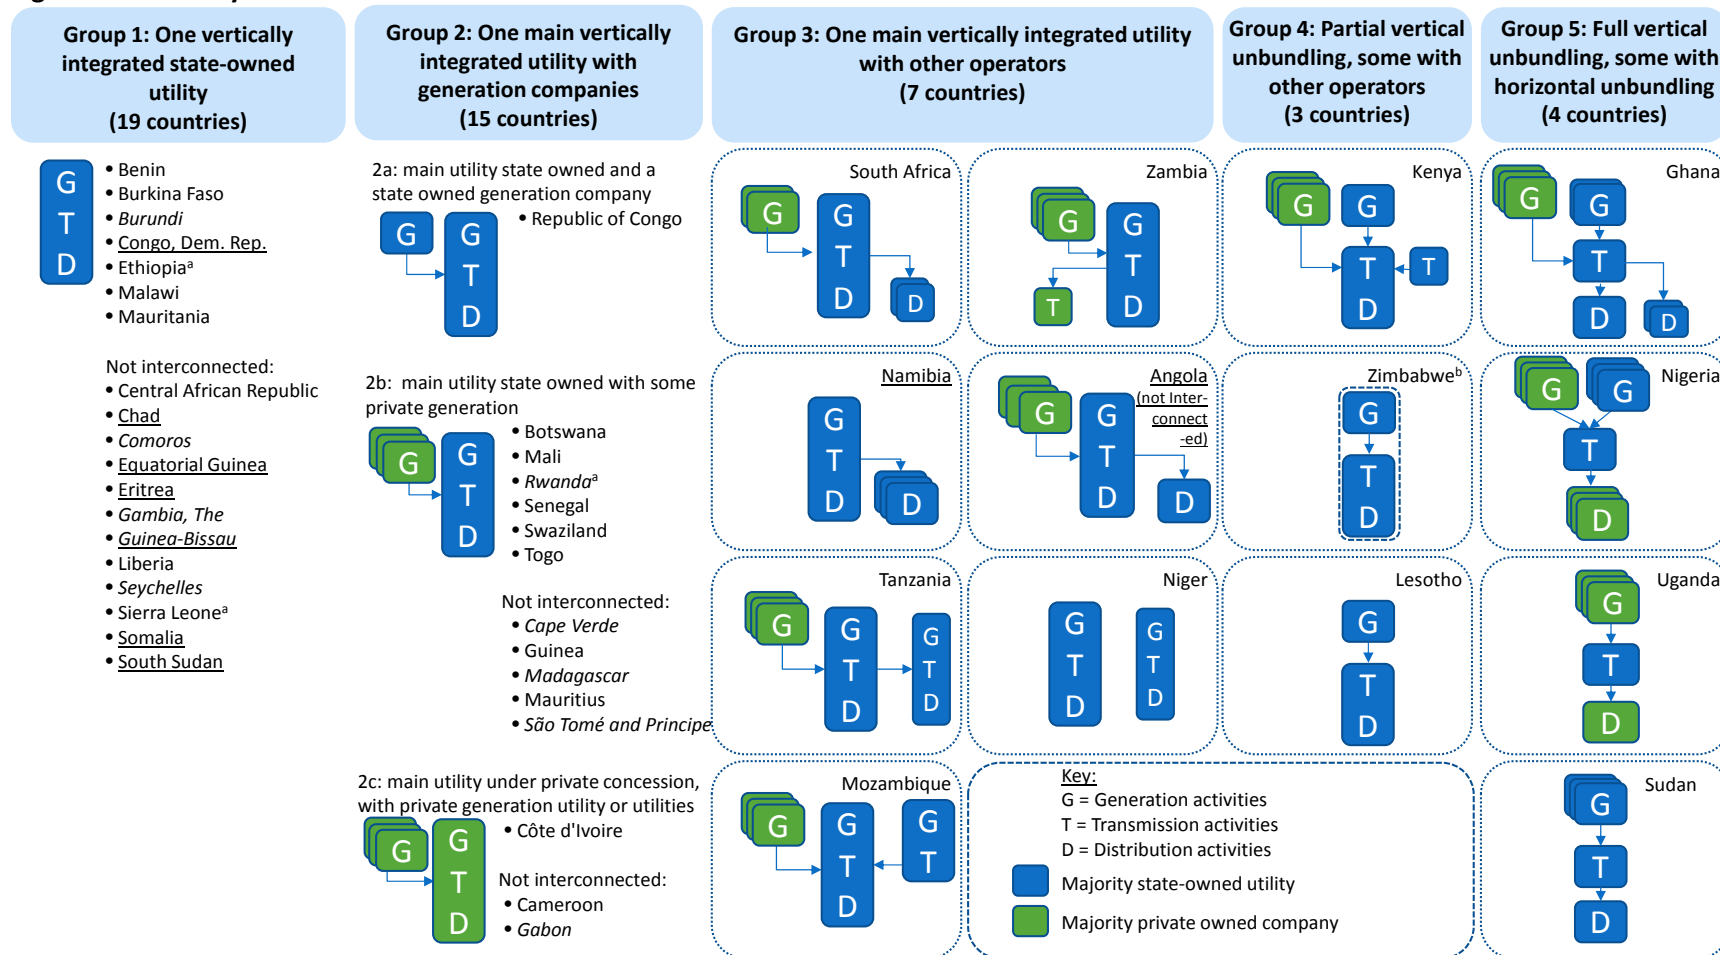 Group 1: One vertically
integrated state-owned
utility
(19 countries)
G
T
D
• Benin
• Burkina Faso
• Burundi
• Congo, Dem. Rep.
• Ethiopiaᵃ
• Malawi
• Mauritania
Not interconnected:
• Central African Republic
• Chad
• Comoros
• Equatorial Guinea
• Eritrea
• Gambia, The
• Guinea-Bissau
• Liberia
• Seychelles
• Sierra Leoneᵃ
• Somalia
• South Sudan
Group 2: One main vertically
integrated utility with
generation companies
(15 countries)
2a: main utility state owned and a
state owned generation company
• Republic of Congo
G
G
T
D
2b: main utility state owned with some
private generation
G
G
T
D
• Botswana
• Mali
• Rwandaᵃ
• Senegal
• Swaziland
• Togo
Not interconnected:
• Cape Verde
• Guinea
• Madagascar
• Mauritius
• São Tomé and Principe
2c: main utility under private concession,
with private generation utility or utilities
G
G
T
D
• Côte d'Ivoire
Not interconnected:
• Cameroon
• Gabon
Group 3: One main vertically integrated utility
with other operators
(7 countries)
South Africa
G
G
T
D
D
Zambia
G
G
T
D
T
Namibia
G
T
D
D
Angola
(not Inter-
connect
-ed)
G
G
T
D
D
Tanzania
G
G
T
D
G
T
D
Niger
G
T
D
G
T
D
Mozambique
G
G
T
D
G
T
Group 4: Partial vertical
unbundling, some with
other operators
(3 countries)
Kenya
G
G
T
D
T
Zimbabweᵇ
G
T
D
Lesotho
G
T
D
Key:
G = Generation activities
T = Transmission activities
D = Distribution activities
Majority state-owned utility
Majority private owned company
Group 5: Full vertical
unbundling, some with
horizontal unbundling
(4 countries)
Ghana
G
G
T
D
D
Nigeria
G
G
T
D
Uganda
G
T
D
Sudan
G
T
D